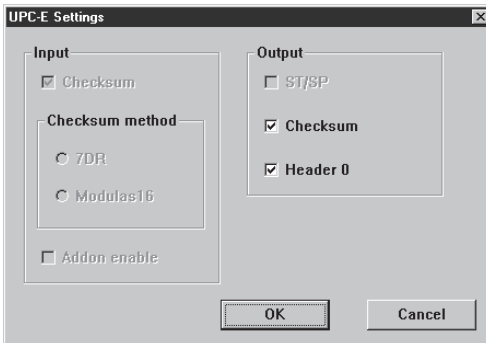 UPC-E Settings
Input
Checksum
Checksum method
7DR
Modulas16
Addon enable
Output
ST/SP
Checksum
Header 0
OK
Cancel